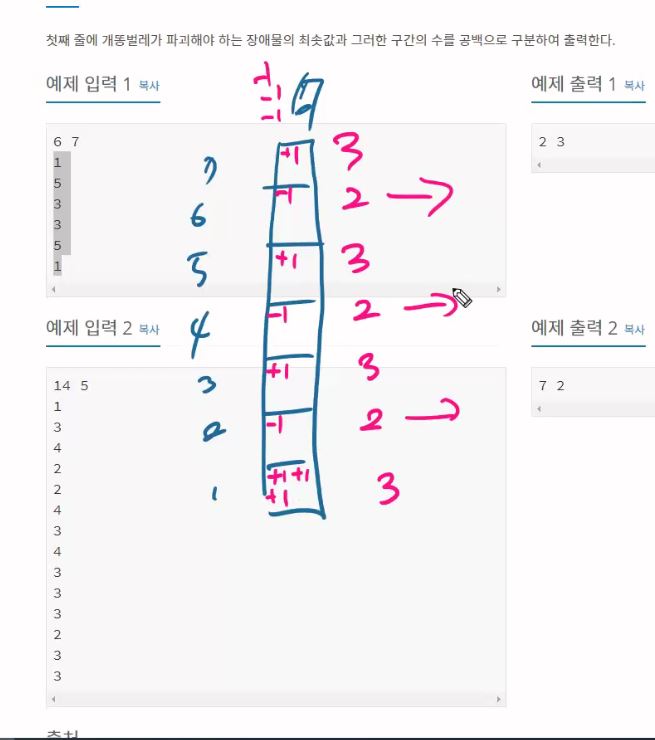 첫째 줄에 개똥벌레가 파괴해야 하는 장애물의 최솟값과 그러한 구간의 수를 공백으로 구분하여 출력한다.
예제 입력 1 복사
예제 출력 1 복사
-1
-1
6 7
1
5
3
3
5
1
2 3
7 +1 3
6 -1 2
5 +1 3
4 -1 2
3 +1 3
2 -1 2
1 +1 +1 3
+1
예제 입력 2 복사
예제 출력 2 복사
14 5
1
3
4
2
2
4
3
4
3
3
3
2
3
3
7 2
출처